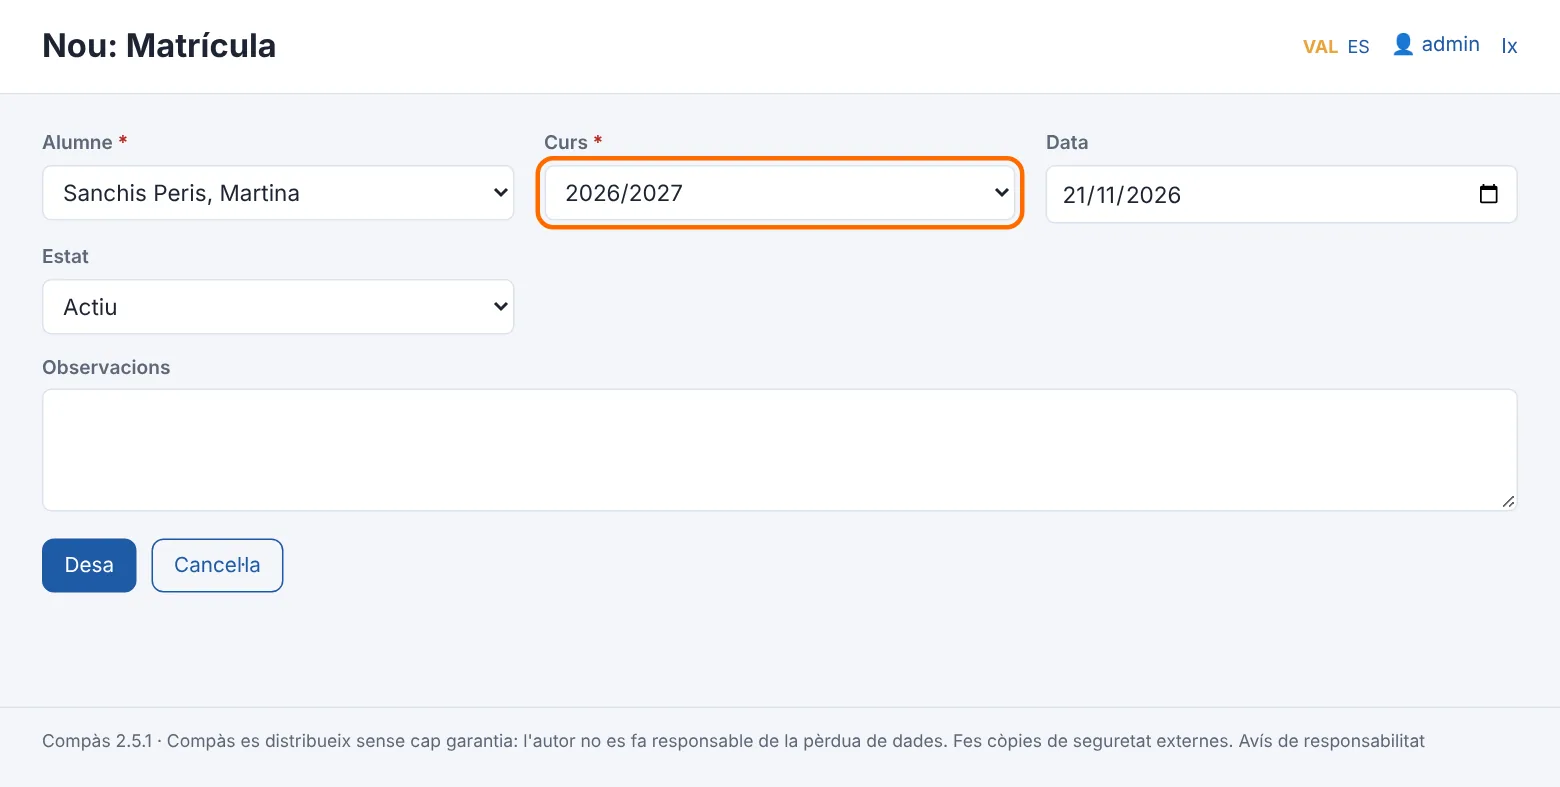 Nou: Matrícula
VAL ES admin Ix
Alumne * Curs * Data
Sanchis Peris, Martina 2026/2027 21/11/2026
Estat
Actiu
Observacions
Desa Cancel·la
Compàs 2.5.1 · Compàs es distribueix sense cap garantia: l'autor no es fa responsable de la pèrdua de dades. Fes còpies de seguretat externes. Avís de responsabilitat